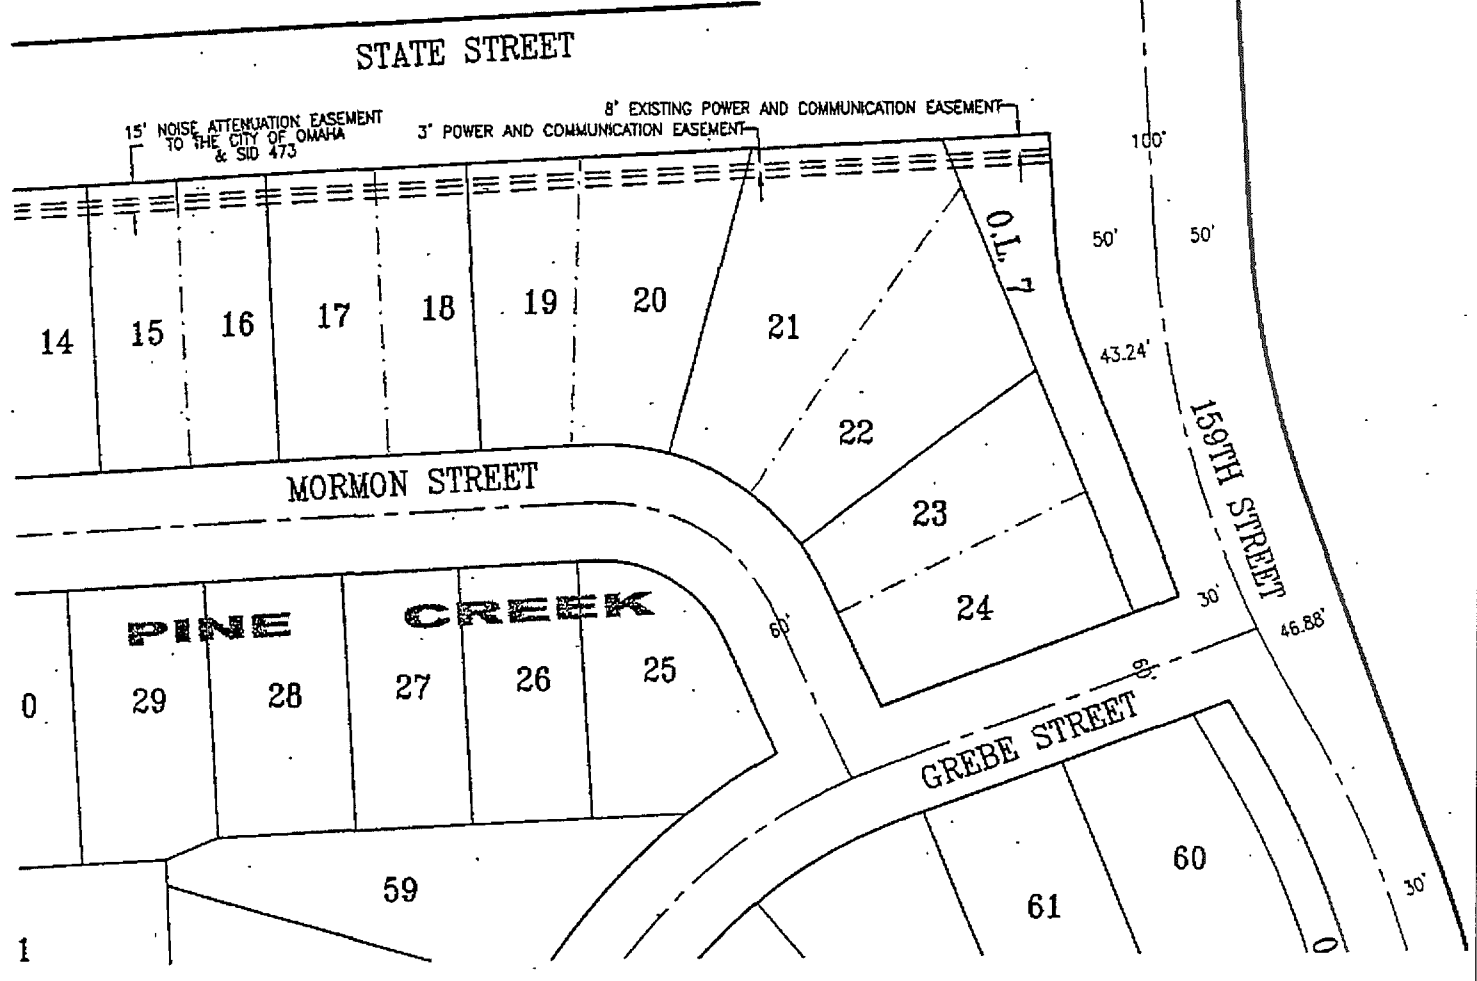 STATE STREET
15' NOISE ATTENUATION EASEMENT
TO THE CITY OF OMAHA
& SID 473
3' POWER AND COMMUNICATION EASEMENT
8' EXISTING POWER AND COMMUNICATION EASEMENT
100'
50'
50'
O.L. 7
14
15
16
17
18
19
20
21
22
23
24
43.24'
159TH STREET
MORMON STREET
PINE CREEK
60'
30'
46.88'
60'
GREBE STREET
0
29
28
27
26
25
59
60
61
30'
1
0